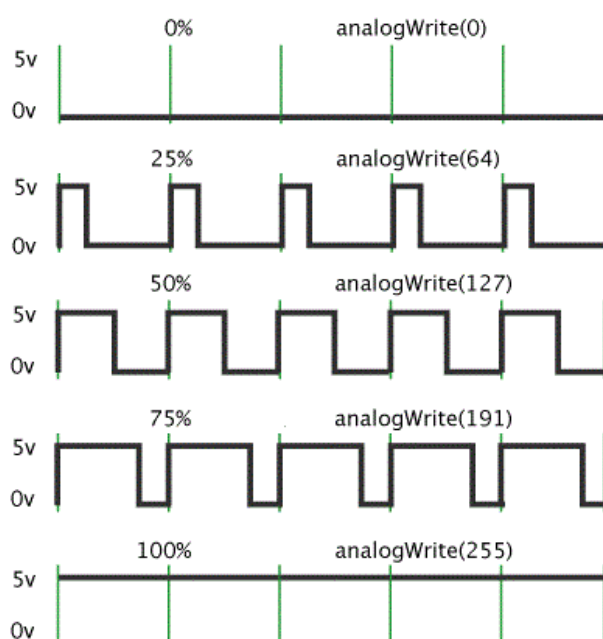 0% analogWrite(0)
5v
0v
25% analogWrite(64)
5v
0v
50% analogWrite(127)
5v
0v
75% analogWrite(191)
5v
0v
100% analogWrite(255)
5v
0v